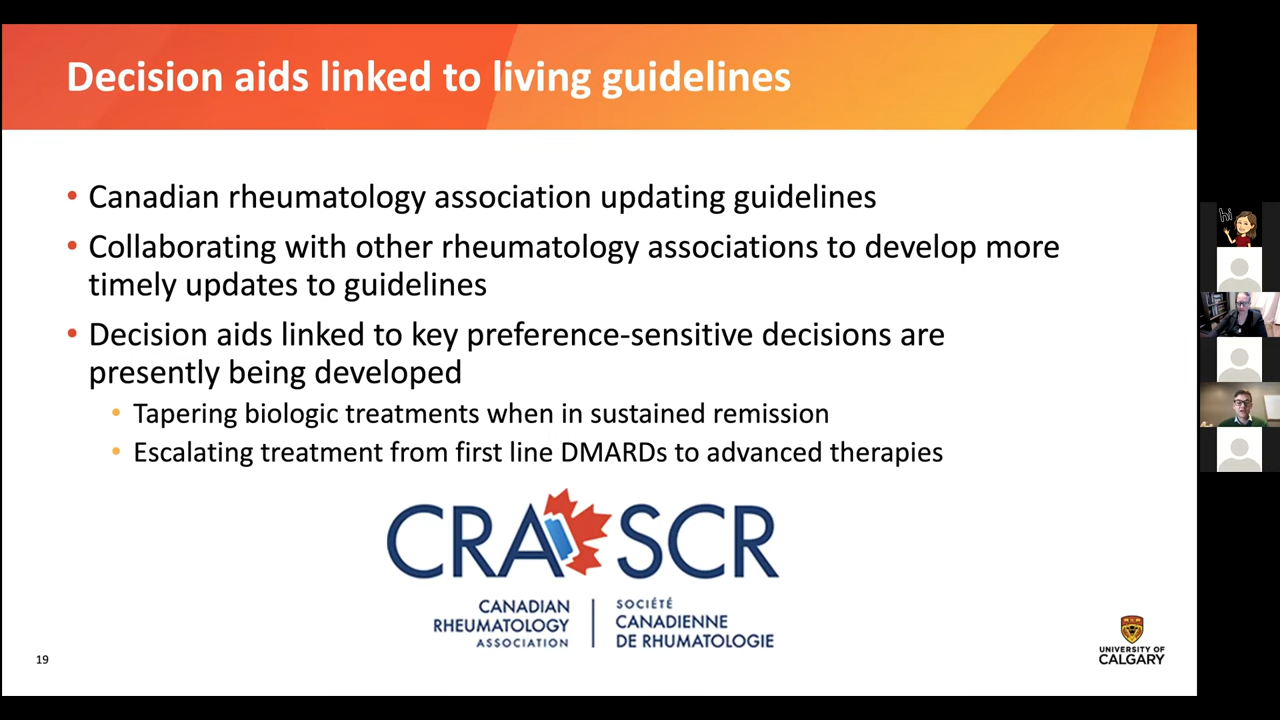 Decision aids linked to living guidelines
• Canadian rheumatology association updating guidelines
• Collaborating with other rheumatology associations to develop more
timely updates to guidelines
• Decision aids linked to key preference-sensitive decisions are
presently being developed
• Tapering biologic treatments when in sustained remission
• Escalating treatment from first line DMARDs to advanced therapies
CRA SCR
CANADIAN
RHEUMATOLOGY
ASSOCIATION
SOCIÉTÉ
CANADIENNE
DE RHUMATOLOGIE
19
UNIVERSITY OF
CALGARY
hi